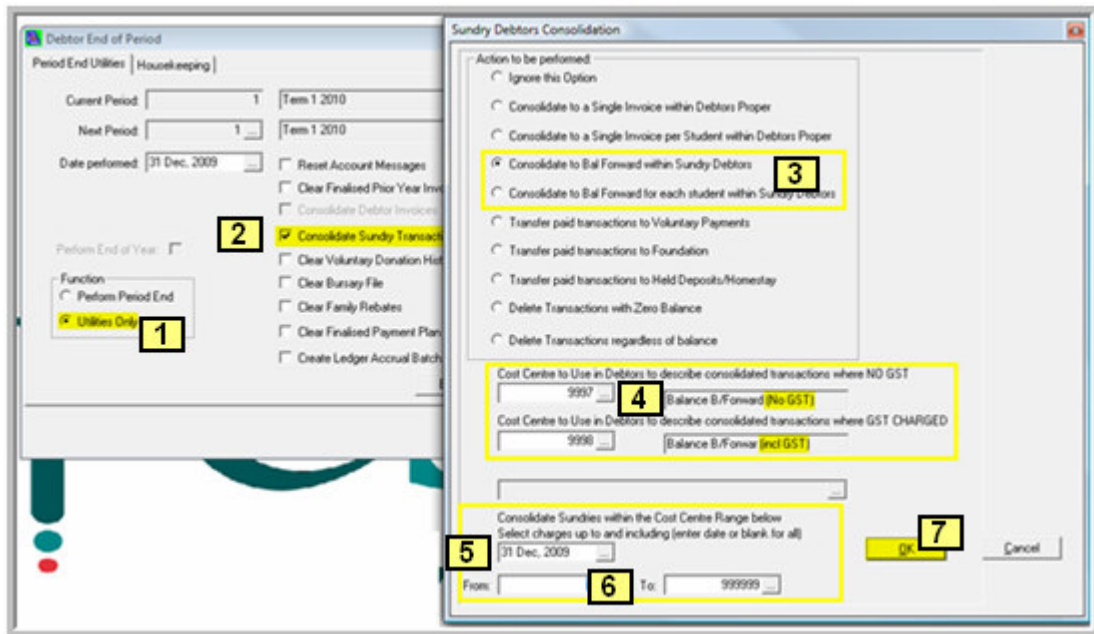 Debtor End of Period
Period End Utilities
Housekeeping
Current Period:
1
Term 1 2010
Next Period:
1 ...
Term 1 2010
Date performed:
31 Dec, 2009 ...
Reset Account Messages
Clear Finalised Prior Year Invo
Consolidate Debtor Invoices
2
Consolidate Sundry Transacti
Clear Voluntary Donation Hist
Clear Bursary File
Clear Family Rebates
Clear Finalised Payment Plan
Create Ledger Accrual Batch
Perform End of Year:
Function
Perform Period End
Utilities Only
1
Sundry Debtors Consolidation
Action to be performed:
Ignore this Option
Consolidate to a Single Invoice within Debtors Proper
Consolidate to a Single Invoice per Student within Debtors Proper
Consolidate to Bal Forward within Sundry Debtors
3
Consolidate to Bal Forward for each student within Sundry Debtors
Transfer paid transactions to Voluntary Payments
Transfer paid transactions to Foundation
Transfer paid transactions to Held Deposits/Homestay
Delete Transactions with Zero Balance
Delete Transactions regardless of balance
Cost Centre to Use in Debtors to describe consolidated transactions where NO GST
9997 ...
4
Balance B/Forward (No GST)
Cost Centre to Use in Debtors to describe consolidated transactions where GST CHARGED
9998 ...
Balance B/Forwar (incl GST)
...
Consolidate Sundries within the Cost Centre Range below
Select charges up to and including (enter date or blank for all)
5
31 Dec, 2009 ...
From:
6
To:
999999 ...
OK
7
Cancel